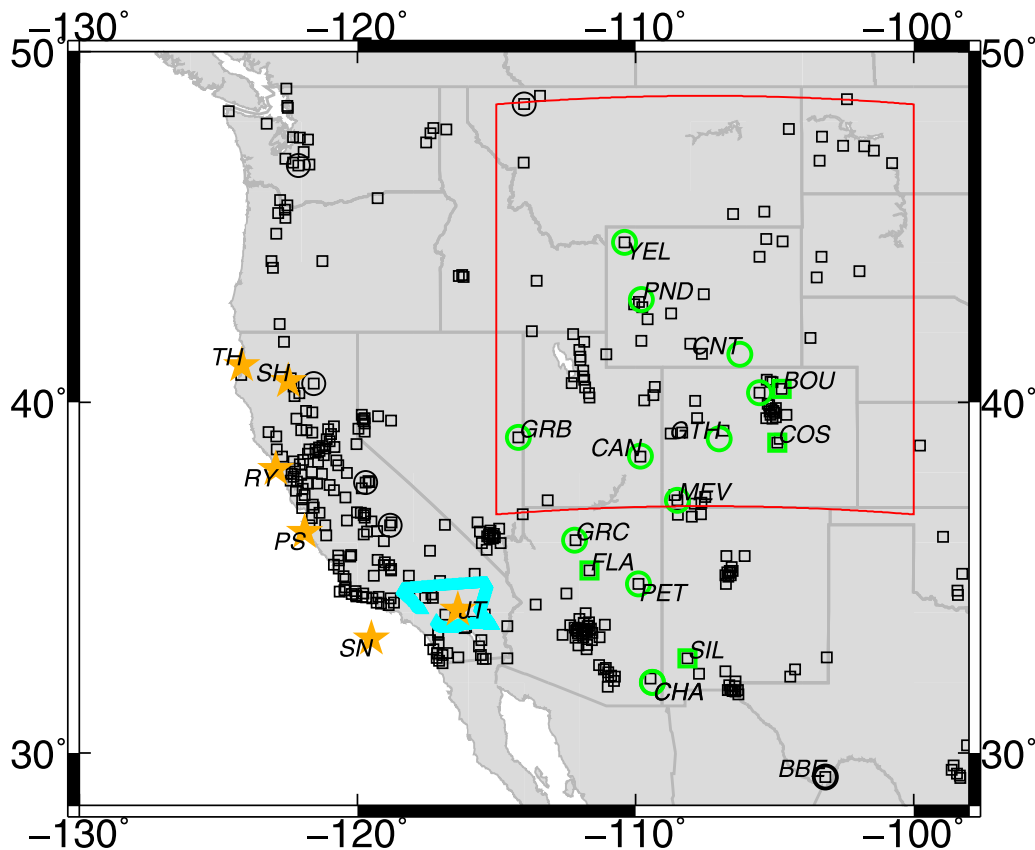 −130° −120° −110° −100°
50° 50°
YEL
PND
CNT
TH
SH
BOU
40° 40°
GRB
GTH
COS
CAN
RY
MEV
PS
GRC
FLA
PET
JT
SN
SIL
CHA
BBE
30° 30°
−130° −120° −110° −100°